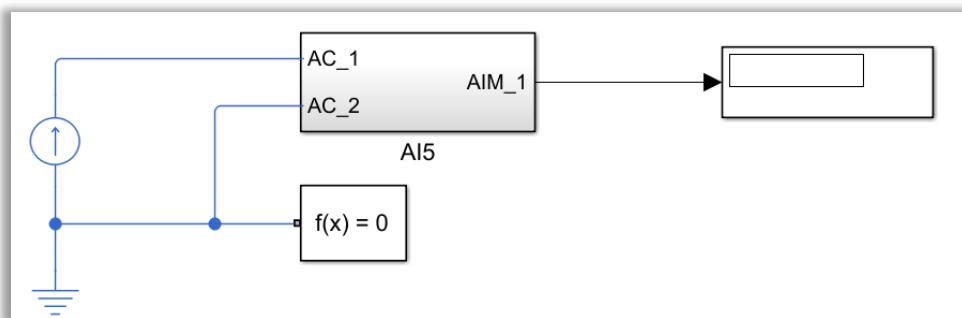 AC_1
AIM_1
AC_2
AI5
f(x) = 0